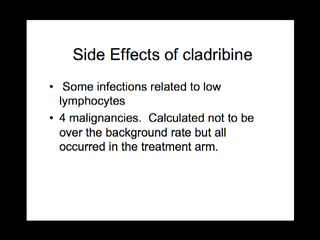 Side Effects of cladribine
• Some infections related to low
lymphocytes
• 4 malignancies. Calculated not to be
over the background rate but all
occurred in the treatment arm.